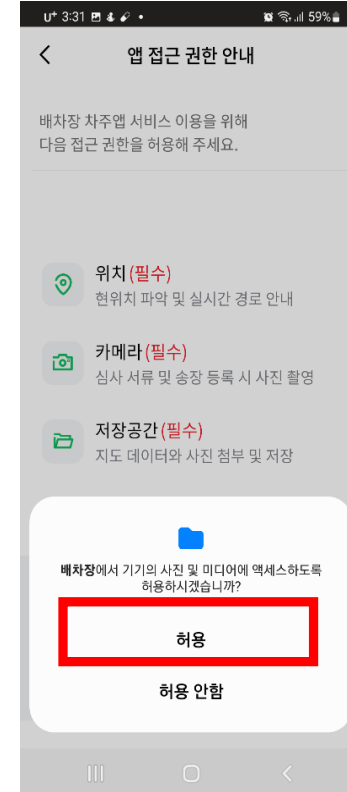 U+ 3:31 59%
앱 접근 권한 안내
배차장 차주앱 서비스 이용을 위해
다음 접근 권한을 허용해 주세요.
위치(필수)
현위치 파악 및 실시간 경로 안내
카메라(필수)
심사 서류 및 송장 등록 시 사진 촬영
저장공간(필수)
지도 데이터와 사진 첨부 및 저장
배차장에서 기기의 사진 및 미디어에 액세스하도록
허용하시겠습니까?
허용
허용 안함